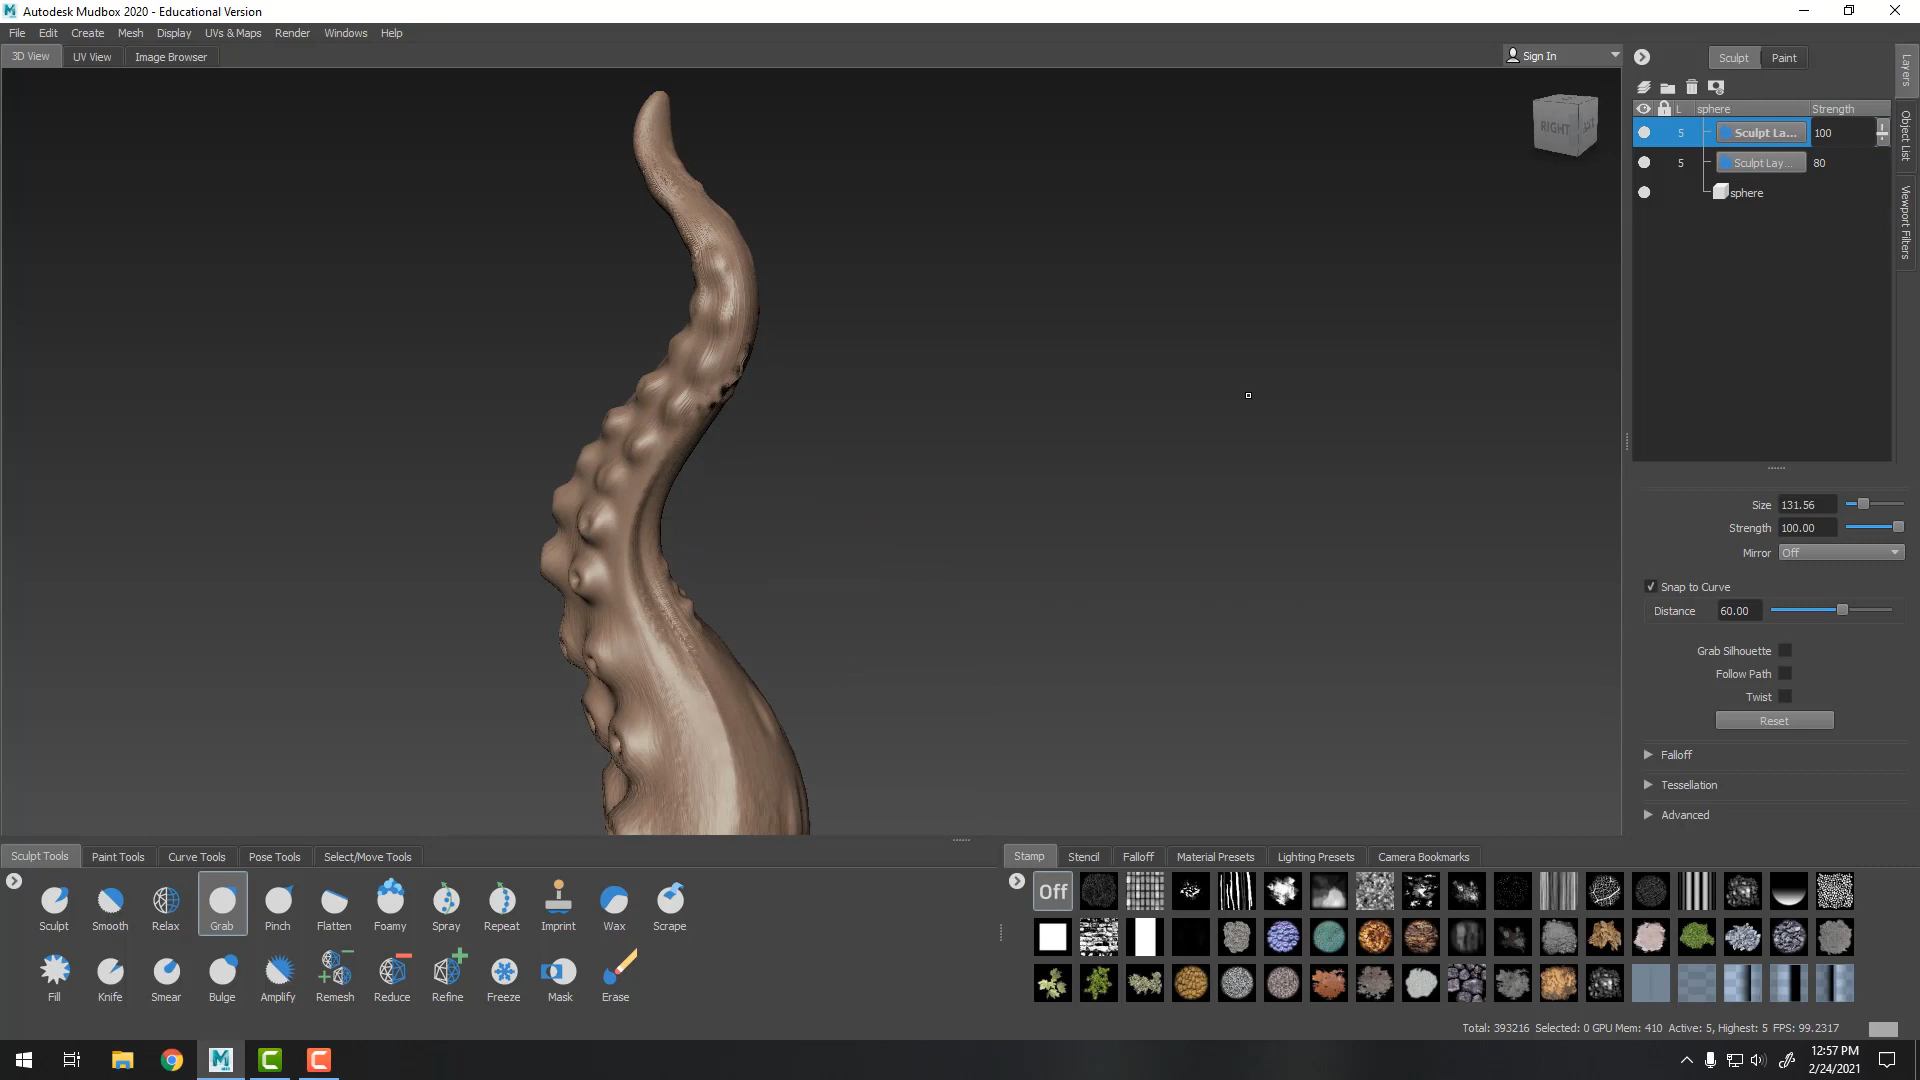 Autodesk Mudbox 2020 - Educational Version
File Edit Create Mesh Display UVs & Maps Render Windows Help
3D View UV View Image Browser
Sign In
Sculpt Paint
L sphere Strength
5 Sculpt La... 100
5 Sculpt Lay... 80
sphere
Layers
Object List
Viewport Filters
RIGHT
Size 131.56
Strength 100.00
Mirror Off
Snap to Curve
Distance 60.00
Grab Silhouette
Follow Path
Twist
Reset
Falloff
Tessellation
Advanced
Sculpt Tools Paint Tools Curve Tools Pose Tools Select/Move Tools
Sculpt Smooth Relax Grab Pinch Flatten Foamy Spray Repeat Imprint Wax Scrape
Fill Knife Smear Bulge Amplify Remesh Reduce Refine Freeze Mask Erase
Stamp Stencil Falloff Material Presets Lighting Presets Camera Bookmarks
Off
Total: 393216 Selected: 0 GPU Mem: 410 Active: 5, Highest: 5 FPS: 99.2317
12:57 PM
2/24/2021